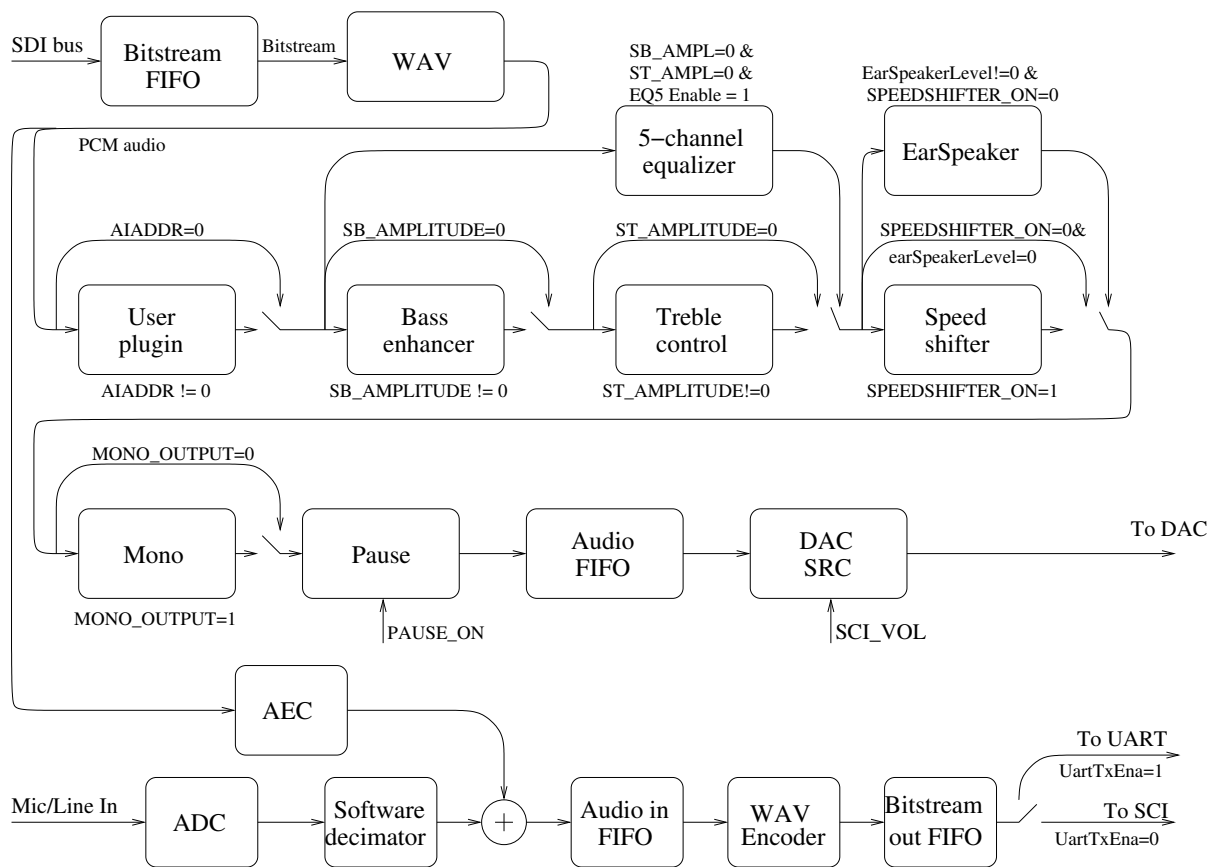 SDI bus
Bitstream
FIFO
Bitstream
WAV
SB_AMPL=0 &
ST_AMPL=0 &
EQ5 Enable = 1
EarSpeakerLevel!=0 &
SPEEDSHIFTER_ON=0
PCM audio
5−channel
equalizer
EarSpeaker
AIADDR=0
SB_AMPLITUDE=0
ST_AMPLITUDE=0
SPEEDSHIFTER_ON=0&
earSpeakerLevel=0
User
plugin
Bass
enhancer
Treble
control
Speed
shifter
AIADDR != 0
SB_AMPLITUDE != 0
ST_AMPLITUDE!=0
SPEEDSHIFTER_ON=1
MONO_OUTPUT=0
Mono
Pause
Audio
FIFO
DAC
SRC
To DAC
MONO_OUTPUT=1
PAUSE_ON
SCI_VOL
AEC
Mic/Line In
ADC
Software
decimator
+
Audio in
FIFO
WAV
Encoder
Bitstream
out FIFO
To UART
UartTxEna=1
To SCI
UartTxEna=0